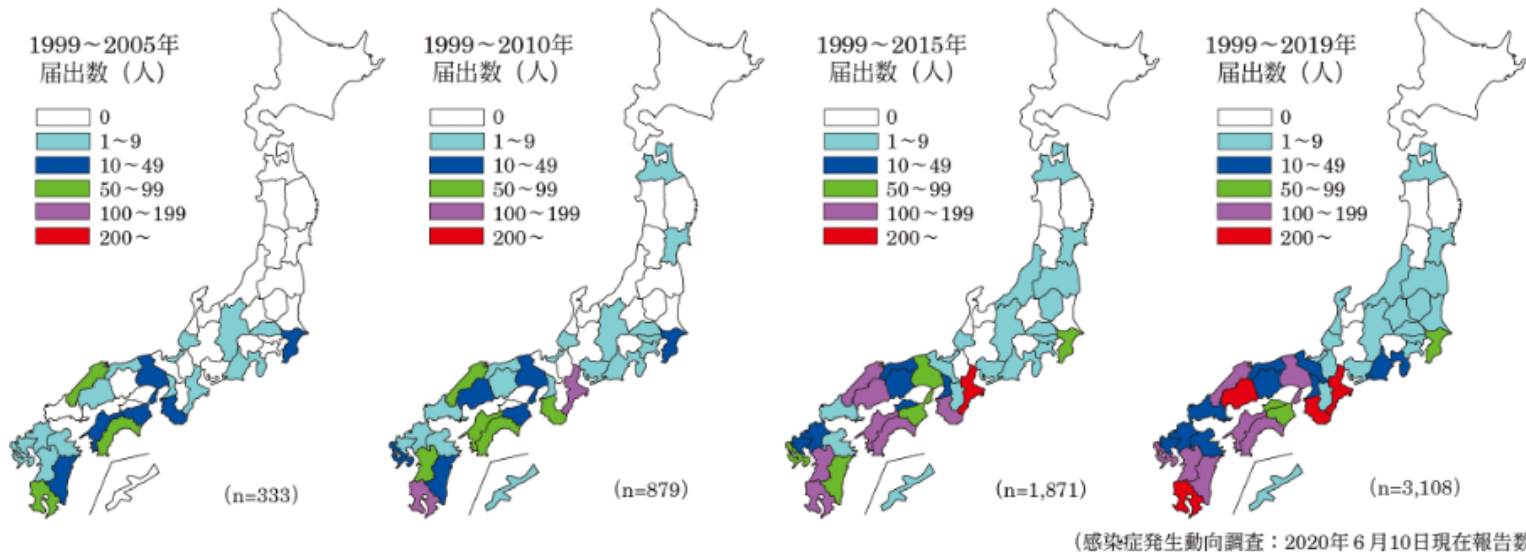 1999～2005年
届出数（人）
0
1～9
10～49
50～99
100～199
200～
(n=333)
1999～2010年
届出数（人）
0
1～9
10～49
50～99
100～199
200～
(n=879)
1999～2015年
届出数（人）
0
1～9
10～49
50～99
100～199
200～
(n=1,871)
1999～2019年
届出数（人）
0
1～9
10～49
50～99
100～199
200～
(n=3,108)
（感染症発生動向調査：2020年6月10日現在報告数